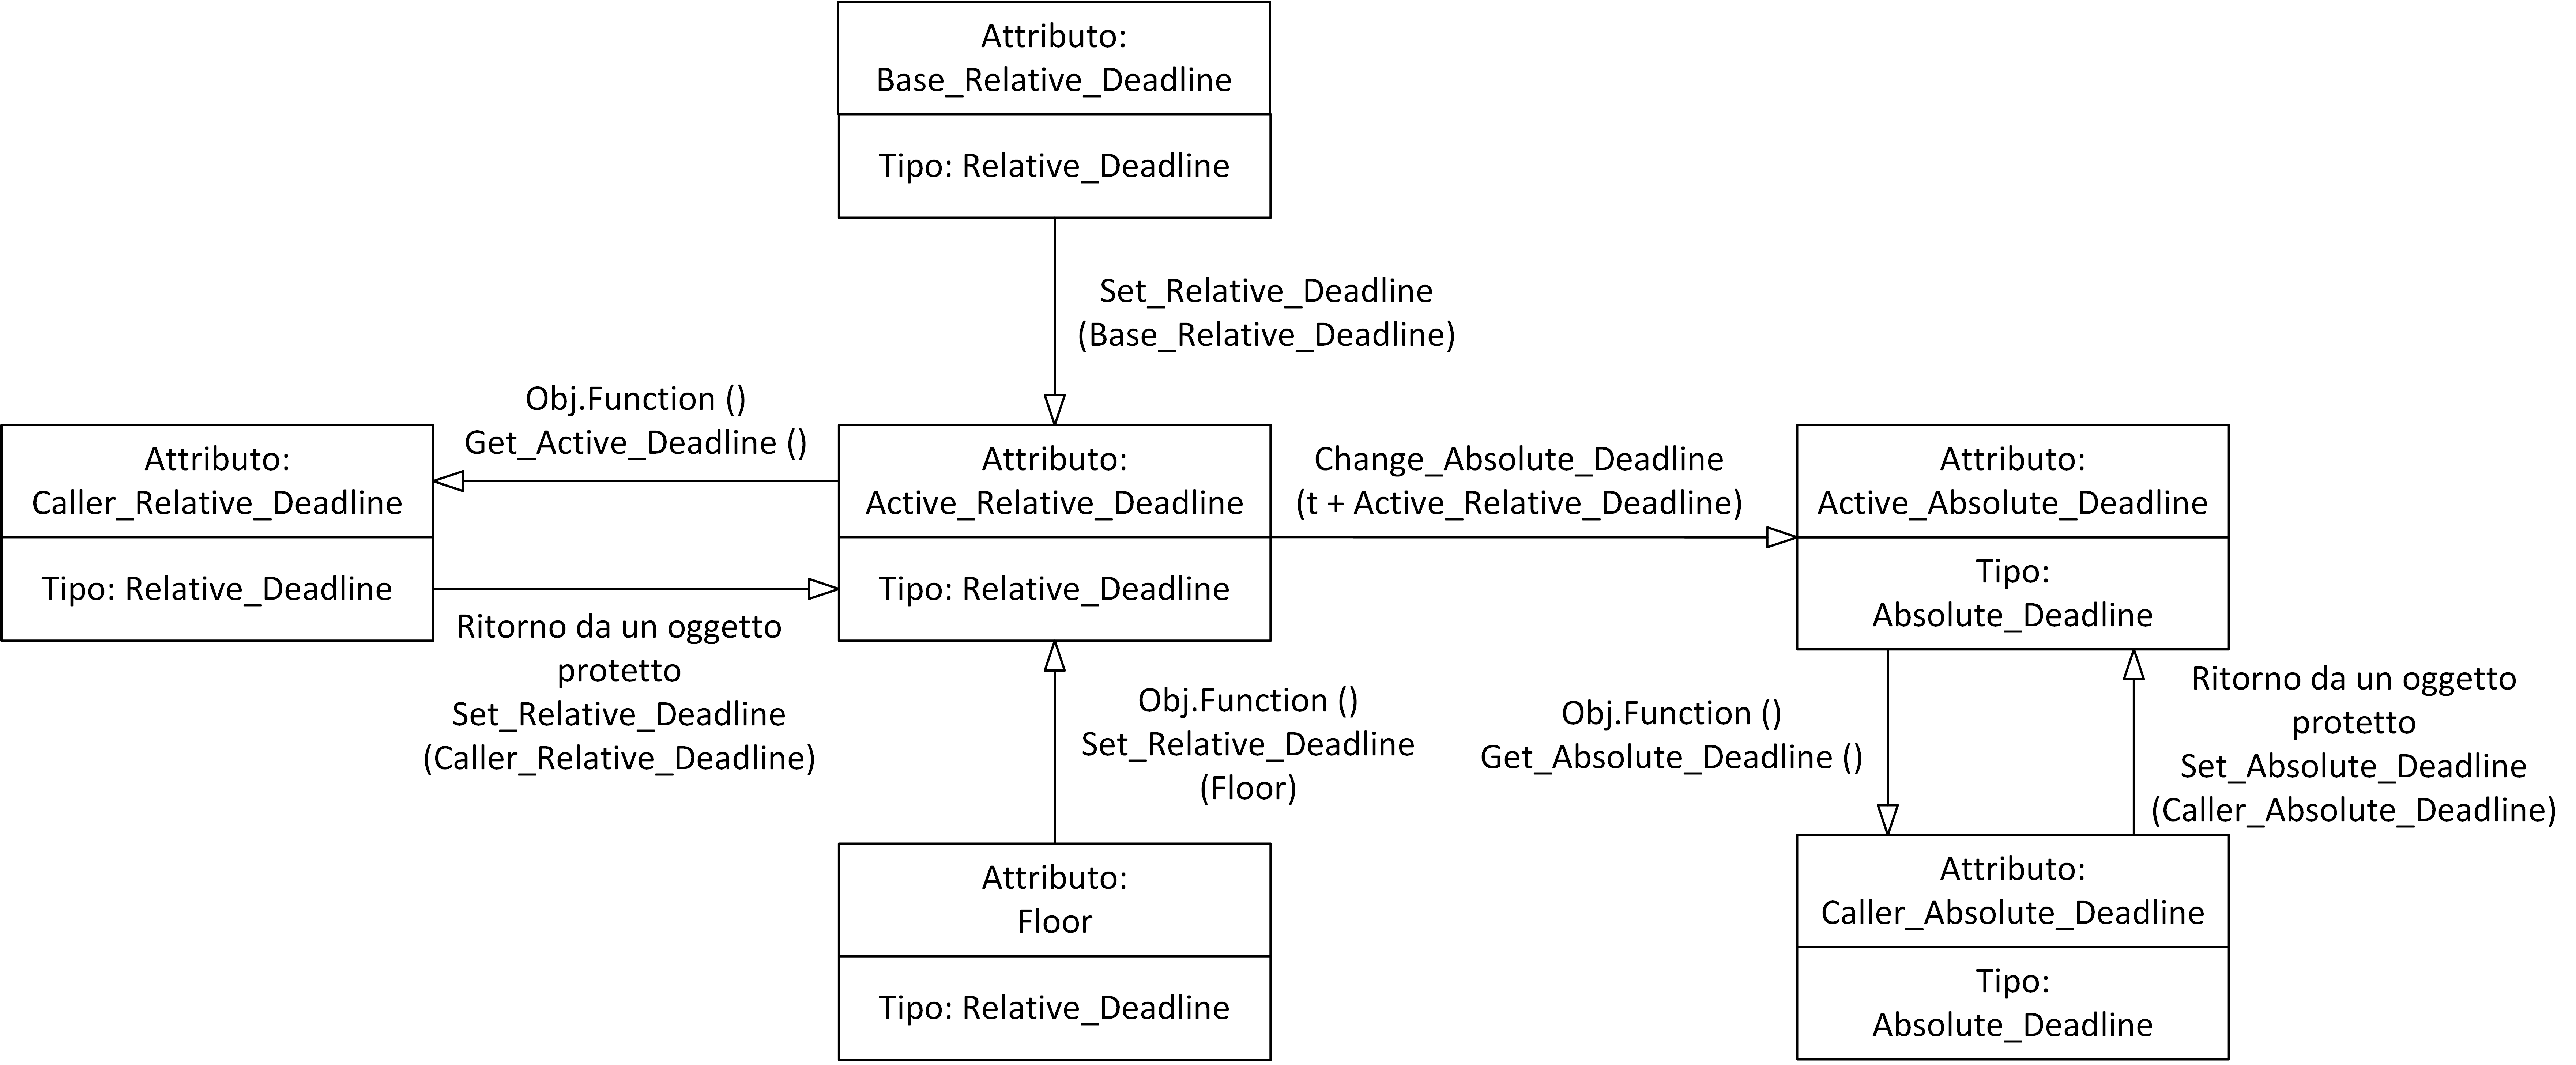 Attributo:
Base_Relative_Deadline
Tipo: Relative_Deadline
Set_Relative_Deadline
(Base_Relative_Deadline)
Obj.Function ()
Get_Active_Deadline ()
Attributo:
Caller_Relative_Deadline
Tipo: Relative_Deadline
Ritorno da un oggetto
protetto
Set_Relative_Deadline
(Caller_Relative_Deadline)
Attributo:
Active_Relative_Deadline
Tipo: Relative_Deadline
Change_Absolute_Deadline
(t + Active_Relative_Deadline)
Attributo:
Active_Absolute_Deadline
Tipo:
Absolute_Deadline
Obj.Function ()
Set_Relative_Deadline
(Floor)
Obj.Function ()
Get_Absolute_Deadline ()
Ritorno da un oggetto
protetto
Set_Absolute_Deadline
(Caller_Absolute_Deadline)
Attributo:
Floor
Tipo: Relative_Deadline
Attributo:
Caller_Absolute_Deadline
Tipo:
Absolute_Deadline